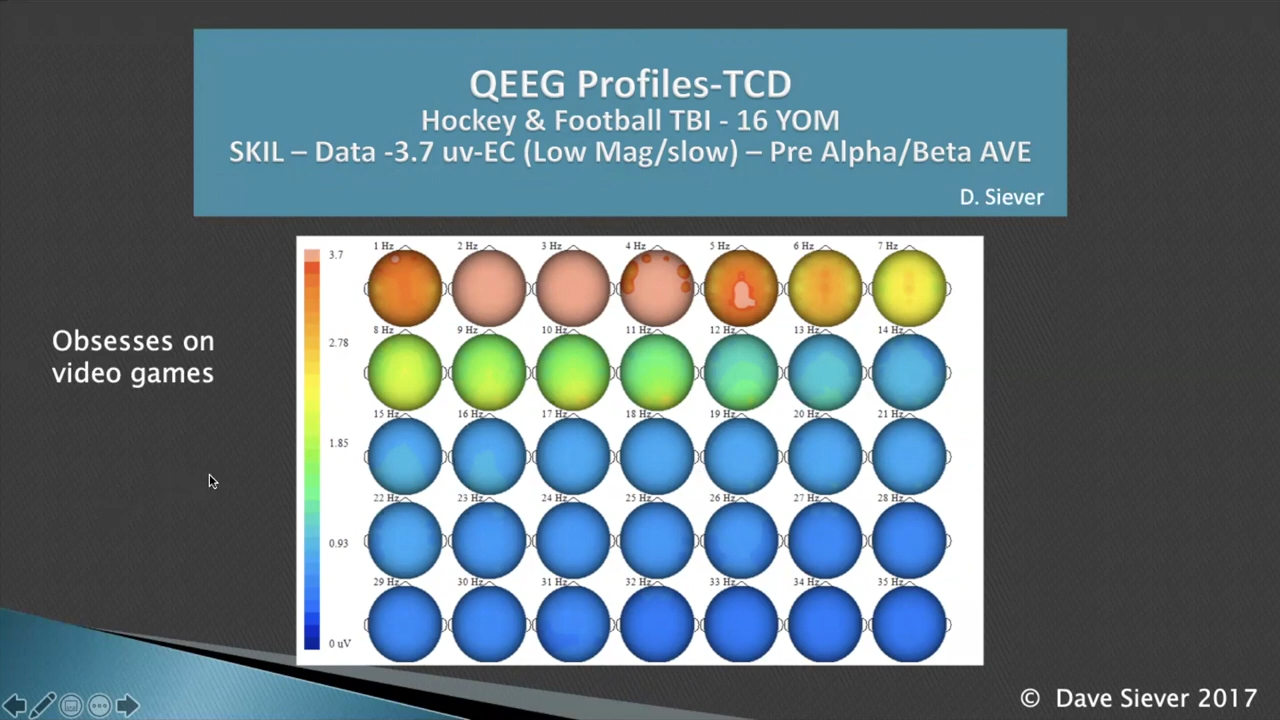 QEEG Profiles-TCD
Hockey & Football TBI - 16 YOM
SKIL – Data -3.7 uv-EC (Low Mag/slow) – Pre Alpha/Beta AVE
D. Siever
Obsesses on
video games
3.7
2.78
1.85
0.93
0 uV
1 Hz 2 Hz 3 Hz 4 Hz 5 Hz 6 Hz 7 Hz
8 Hz 9 Hz 10 Hz 11 Hz 12 Hz 13 Hz 14 Hz
15 Hz 16 Hz 17 Hz 18 Hz 19 Hz 20 Hz 21 Hz
22 Hz 23 Hz 24 Hz 25 Hz 26 Hz 27 Hz 28 Hz
29 Hz 30 Hz 31 Hz 32 Hz 33 Hz 34 Hz 35 Hz
© Dave Siever 2017